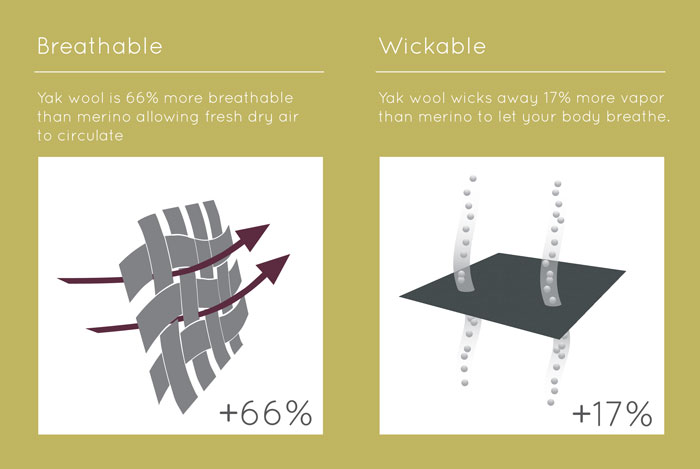 Breathable
Yak wool is 66% more breathable
than merino allowing fresh dry air
to circulate
+66%
Wickable
Yak wool wicks away 17% more vapor
than merino to let your body breathe.
+17%